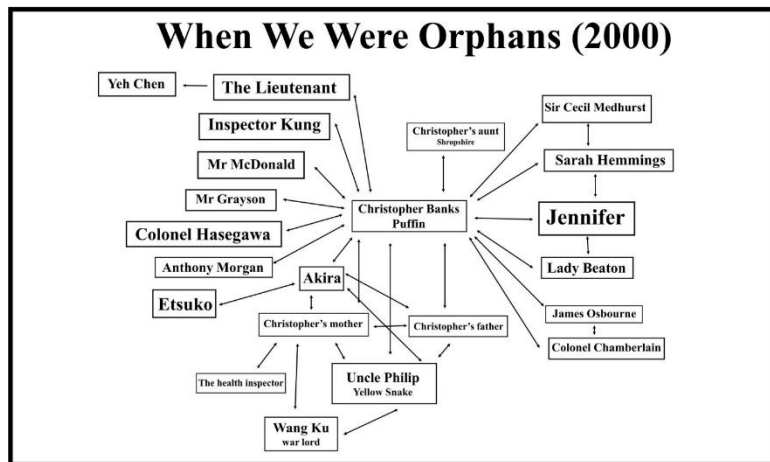 When We Were Orphans (2000)
Yeh Chen
The Lieutenant
Inspector Kung
Mr McDonald
Mr Grayson
Colonel Hasegawa
Anthony Morgan
Etsuko
Akira
Christopher's aunt
Shropshire
Christopher Banks
Puffin
Sir Cecil Medhurst
Sarah Hemmings
Jennifer
Lady Beaton
James Osbourne
Colonel Chamberlain
Christopher's mother
Christopher's father
The health inspector
Uncle Philip
Yellow Snake
Wang Ku
war lord